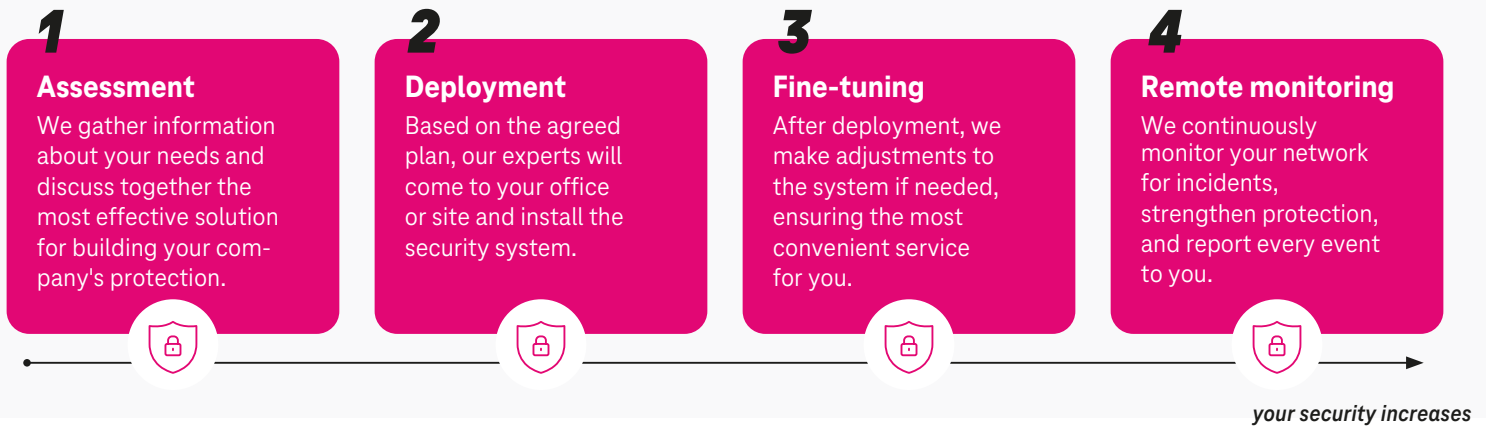 1
Assessment
We gather information
about your needs and
discuss together the
most effective solution
for building your com-
pany's protection.
2
Deployment
Based on the agreed
plan, our experts will
come to your office
or site and install the
security system.
3
Fine-tuning
After deployment, we
make adjustments to
the system if needed,
ensuring the most
convenient service
for you.
4
Remote monitoring
We continuously
monitor your network
for incidents,
strengthen protection,
and report every event
to you.
your security increases